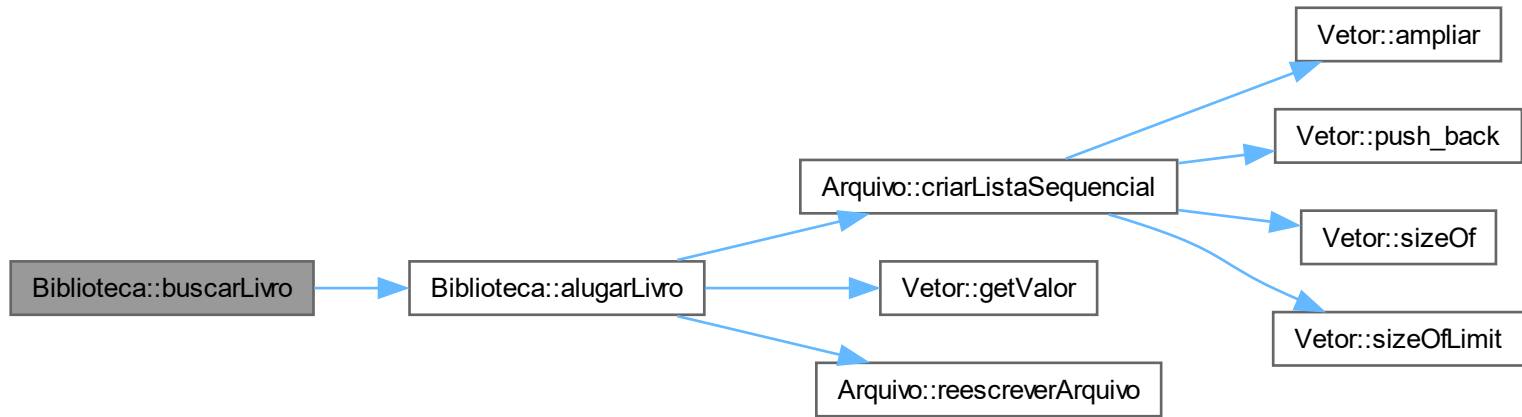 Biblioteca::buscarLivro
Biblioteca::alugarLivro
Arquivo::criarListaSequencial
Vetor::ampliar
Vetor::push_back
Vetor::sizeOf
Vetor::sizeOfLimit
Vetor::getValor
Arquivo::reescreverArquivo